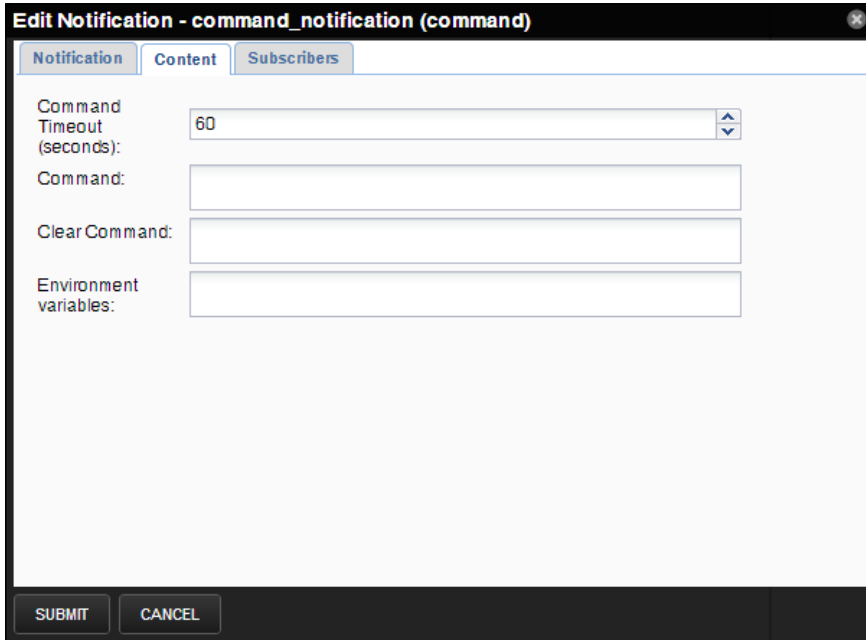 Edit Notification - command_notification (command)
Notification Content Subscribers
Command
Timeout
(seconds):
60
Command:
Clear Command:
Environment
variables:
SUBMIT CANCEL